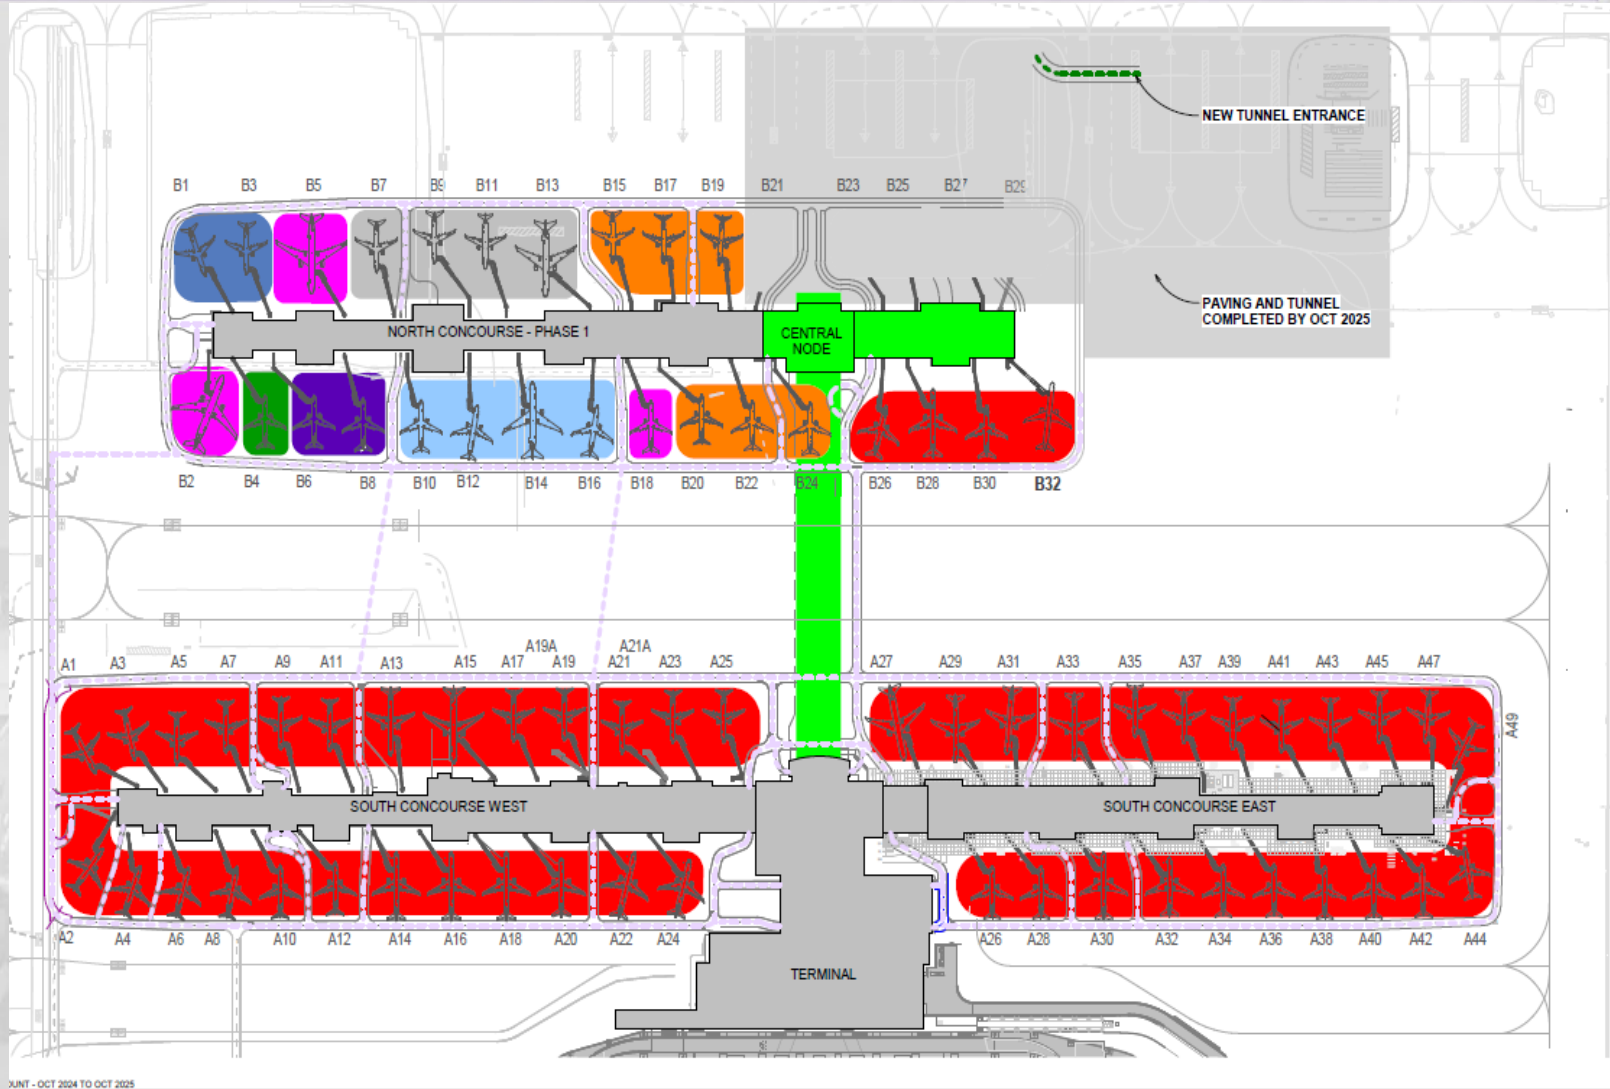 NEW TUNNEL ENTRANCE
B1 B3 B5 B7 B9 B11 B13 B15 B17 B19 B21 B23 B25 B27 B29
PAVING AND TUNNEL
COMPLETED BY OCT 2025
NORTH CONCOURSE - PHASE 1
CENTRAL
NODE
B2 B4 B6 B8 B10 B12 B14 B16 B18 B20 B22 B24 B26 B28 B30 B32
A19A A21A
A1 A3 A5 A7 A9 A11 A13 A15 A17 A19 A21 A23 A25 A27 A29 A31 A33 A35 A37 A39 A41 A43 A45 A47
A49
SOUTH CONCOURSE WEST
SOUTH CONCOURSE EAST
A2 A4 A6 A8 A10 A12 A14 A16 A18 A20 A22 A24 A26 A28 A30 A32 A34 A36 A38 A40 A42 A44
TERMINAL
OUNT - OCT 2024 TO OCT 2025